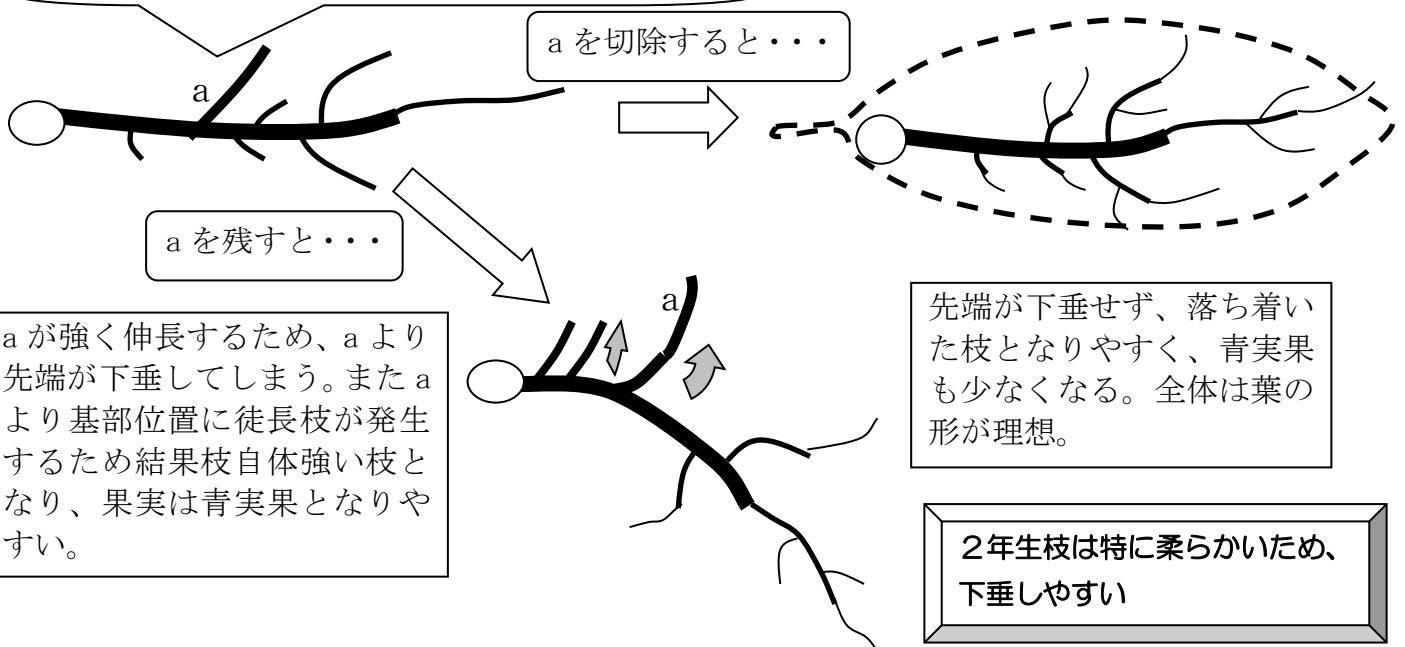 a を切除すると・・・
a
a を残すと・・・
a
a が強く伸長するため、a より
先端が下垂してしまう。また a
より基部位置に徒長枝が発生
するため結果枝自体強い枝と
なり、果実は青実果となりや
すい。
先端が下垂せず、落ち着い
た枝となりやすく、青実果
も少なくなる。全体は葉の
形が理想。
２年生枝は特に柔らかいため、
下垂しやすい